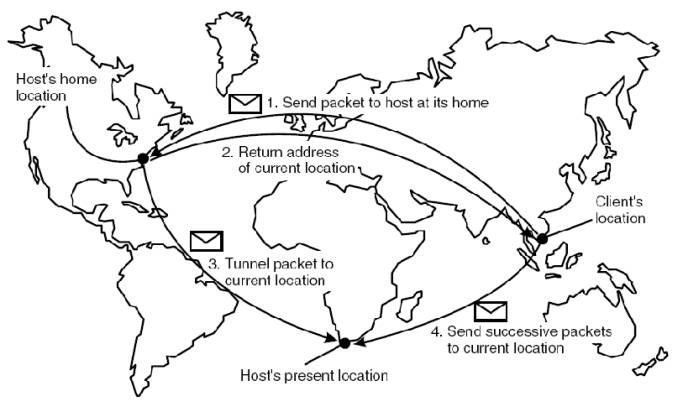 Host's home
location
1. Send packet to host at its home
2. Return address
of current location
Client's
location
3. Tunnel packet to
current location
4. Send successive packets
to current location
Host's present location